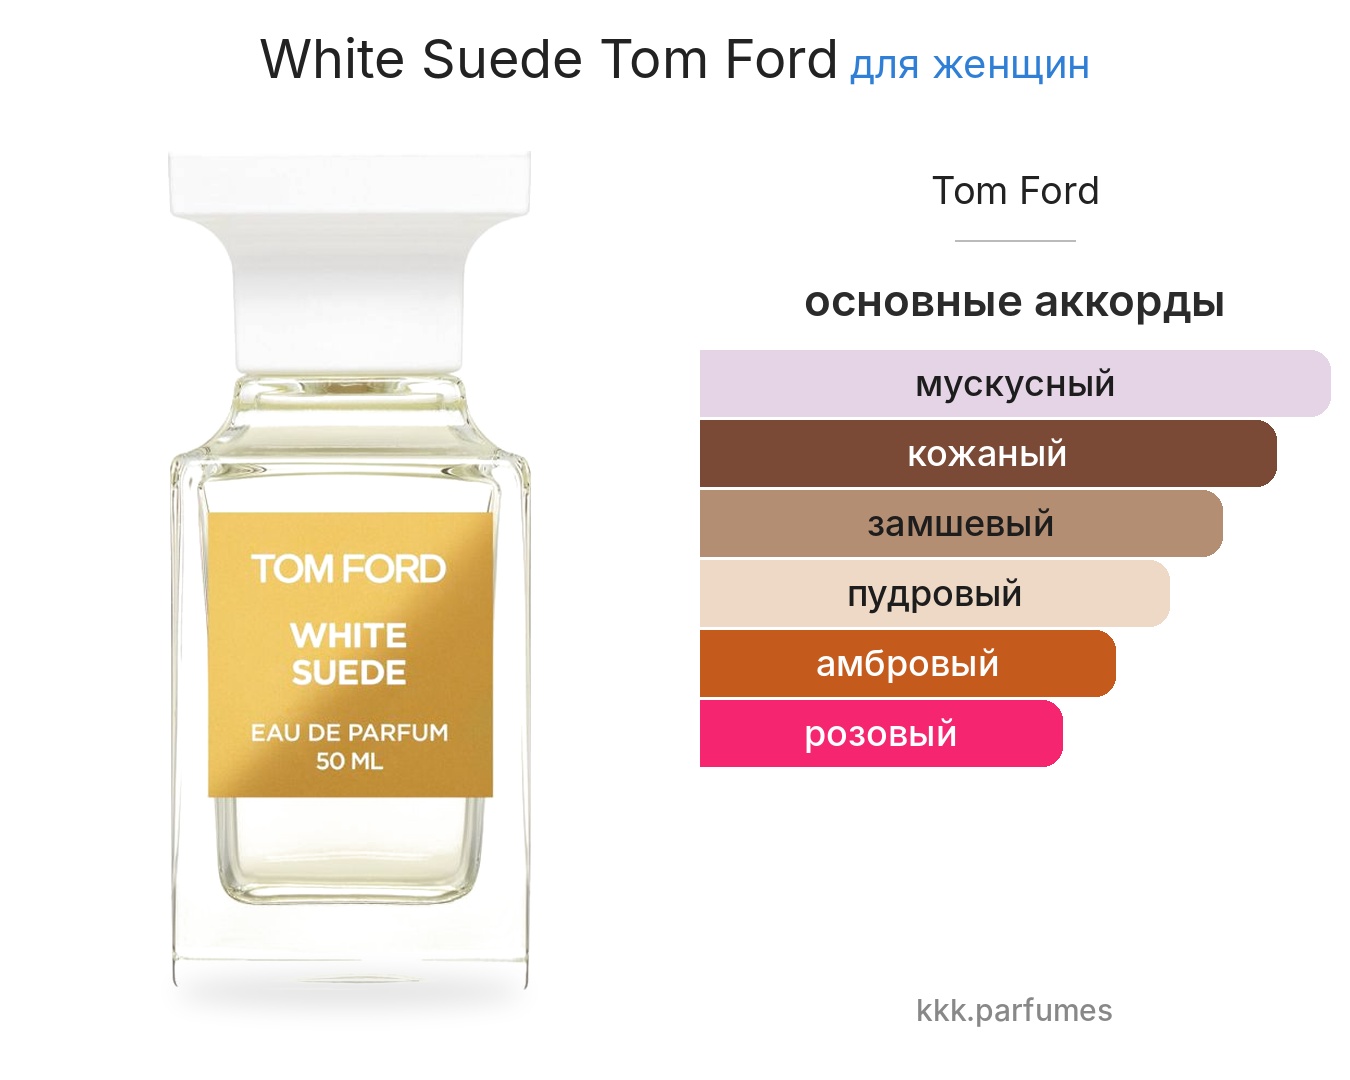 White Suede Tom Ford для женщин
TOM FORD
WHITE
SUEDE
EAU DE PARFUM
50 ML
Tom Ford
основные аккорды
мускусный
кожаный
замшевый
пудровый
амбровый
розовый
kkk.parfumes